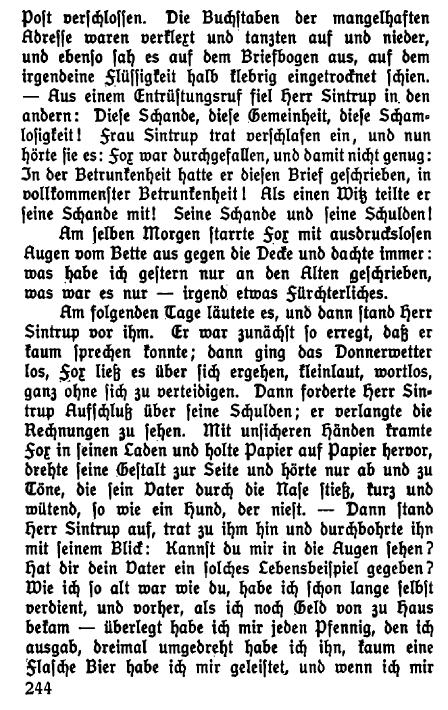 Post verschlossen. Die Buchstaben der mangelhaften
Adresse waren verklext und tanzten auf und nieder,
und ebenso sah es auf dem Briefbogen aus, auf dem
irgendeine Flüssigkeit halb klebrig eingetrocknet schien.
— Aus einem Entrüstungsruf fiel Herr Sintrup in den
andern: Diese Schande, diese Gemeinheit, diese Scham-
losigkeit! Frau Sintrup trat verschlafen ein, und nun
hörte sie es: Fox war durchgefallen, und damit nicht genug:
In der Betrunkenheit hatte er diesen Brief geschrieben, in
vollkommenster Betrunkenheit! Als einen Witz teilte er
seine Schande mit! Seine Schande und seine Schulden!
Am selben Morgen starrte Fox mit ausdruckslosen
Augen vom Bette aus gegen die Decke und dachte immer:
was habe ich gestern nur an den Alten geschrieben,
was war es nur — irgend etwas Fürchterliches.
Am folgenden Tage läutete es, und dann stand Herr
Sintrup vor ihm. Er war zunächst so erregt, daß er
kaum sprechen konnte; dann ging das Donnerwetter
los, Fox ließ es über sich ergehen, kleinlaut, wortlos,
ganz ohne sich zu verteidigen. Dann forderte Herr Sin-
trup Aufschluß über seine Schulden; er verlangte die
Rechnungen zu sehen. Mit unsicheren Händen kramte
Fox in seinen Laden und holte Papier auf Papier hervor,
drehte seine Gestalt zur Seite und hörte nur ab und zu
Töne, die sein Vater durch die Nase stieß, kurz und
wütend, so wie ein Hund, der niest. — Dann stand
Herr Sintrup auf, trat zu ihm hin und durchbohrte ihn
mit seinem Blick: Kannst du mir in die Augen sehen?
Hat dir dein Vater ein solches Lebensbeispiel gegeben?
Wie ich so alt war wie du, habe ich schon lange selbst
verdient, und vorher, als ich noch Geld von zu Haus
bekam — überlegt habe ich mir jeden Pfennig, den ich
ausgab, dreimal umgedreht habe ich ihn, kaum eine
Flasche Bier habe ich mir geleistet, und wenn ich mir
244